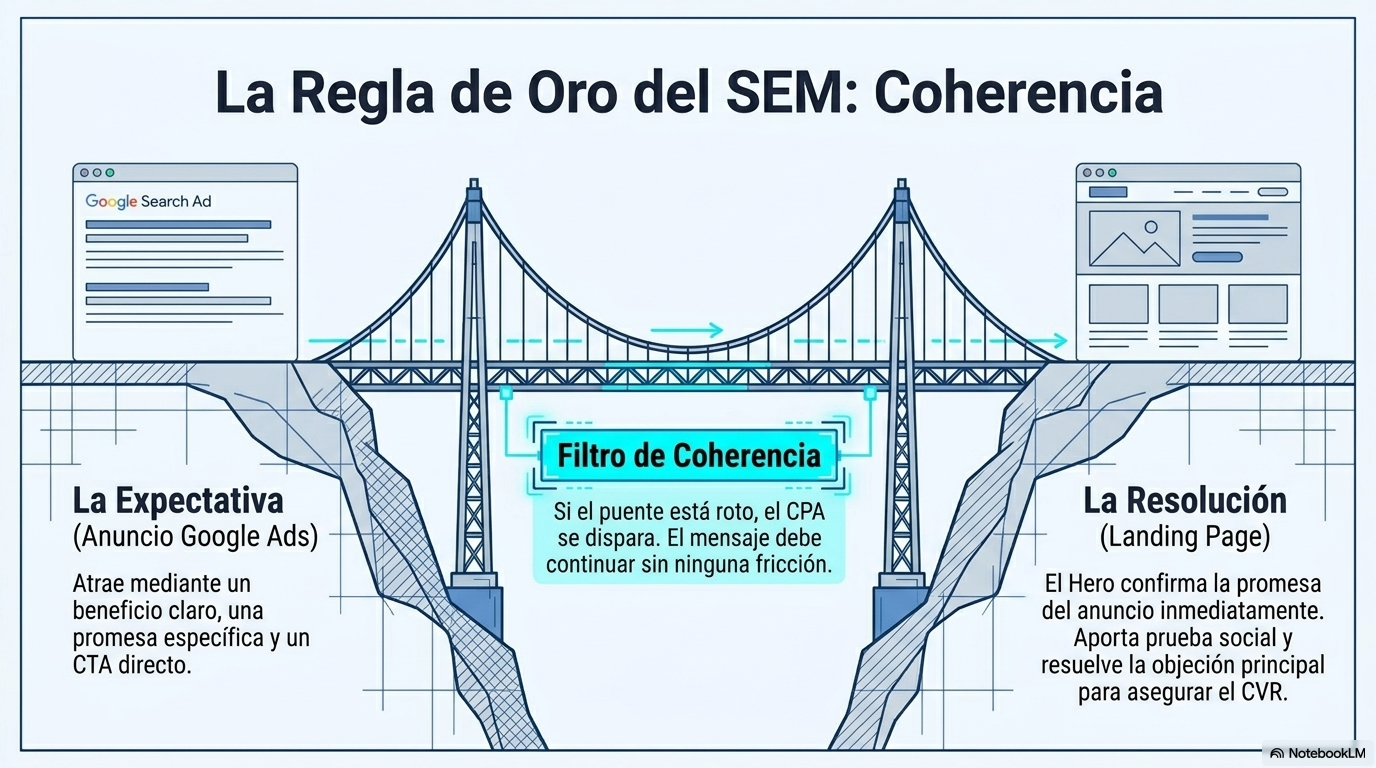 La Regla de Oro del SEM: Coherencia
Google Search Ad
La Expectativa
(Anuncio Google Ads)
Atrae mediante un
beneficio claro, una
promesa específica y un
CTA directo.
Filtro de Coherencia
Si el puente está roto, el CPA
se dispara. El mensaje debe
continuar sin ninguna fricción.
La Resolución
(Landing Page)
El Hero confirma la promesa
del anuncio inmediatamente.
Aporta prueba social y
resuelve la objeción principal
para asegurar el CVR.
NotebookLM